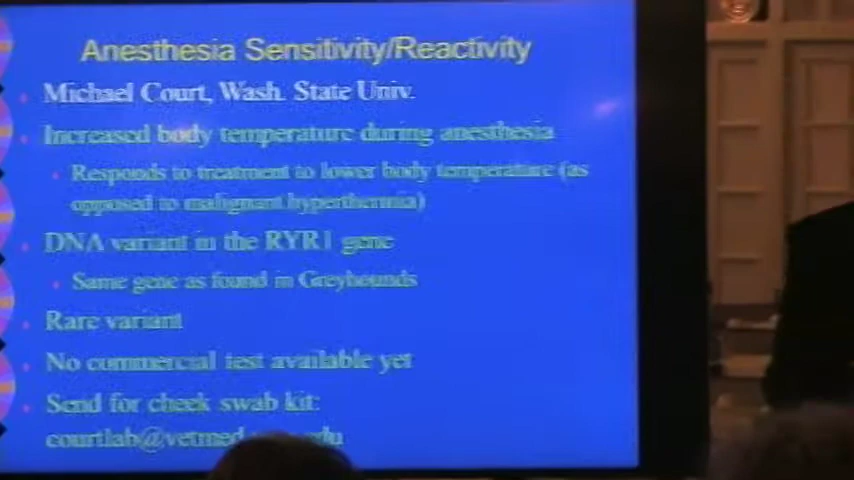 Anesthesia Sensitivity/Reactivity
Michael Court, Wash. State Univ.
Increased body temperature during anesthesia
Responds to treatment to lower body temperature (as
opposed to malignant hyperthermia)
DNA variant in the RYR1 gene
Same gene as found in Greyhounds
Rare variant
No commercial test available yet
Send for cheek swab kit: